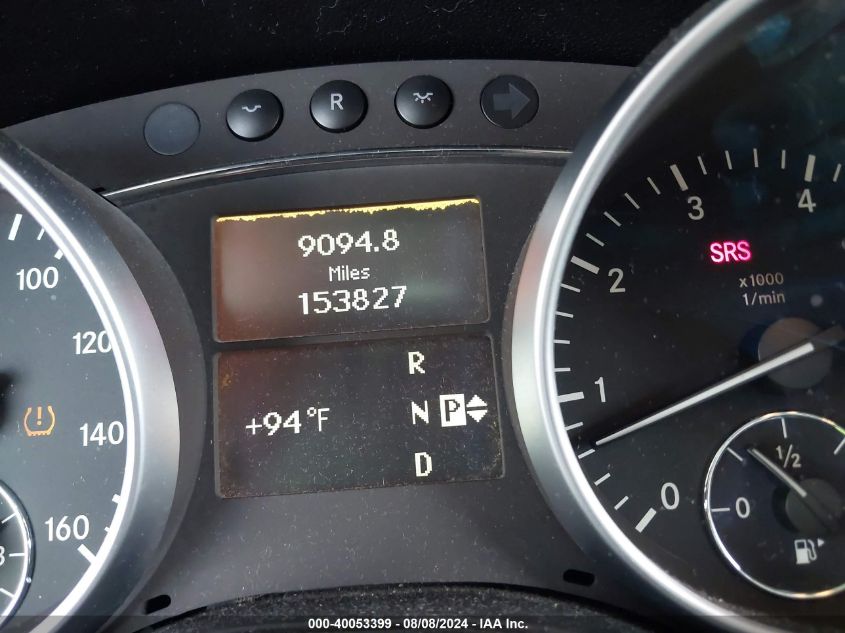 R
9094.8
Miles
153827
+94°F
R
N P
D
100
120
140
160
8
SRS
x1000
1/min
0
1
2
3
4
0
1/2
000-40053399 - 08/08/2024 - IAA Inc.